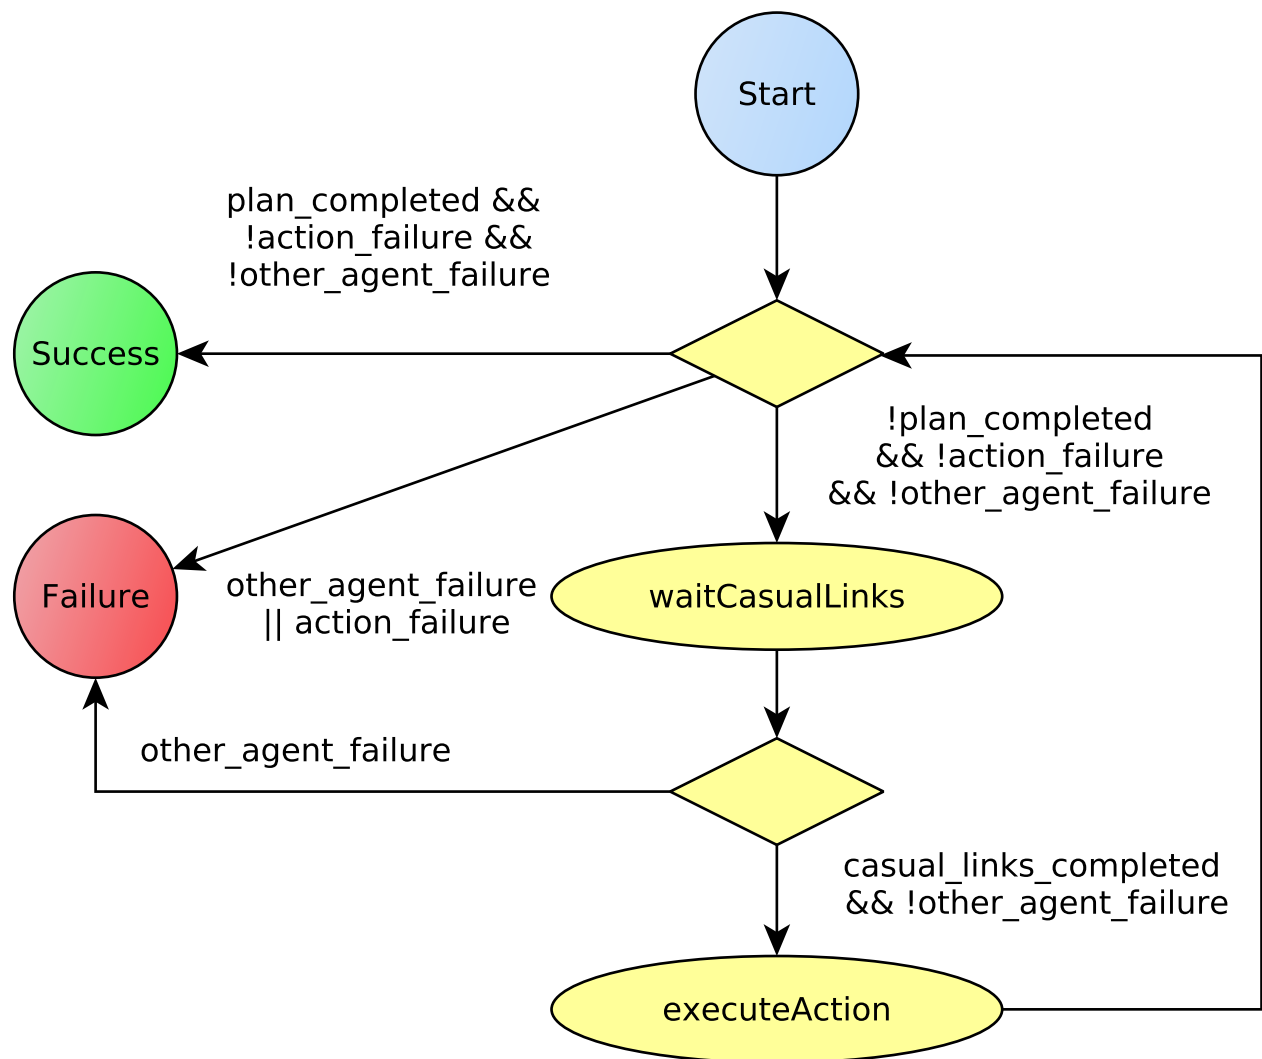 Start
plan_completed &&
!action_failure &&
!other_agent_failure
Success
!plan_completed
&& !action_failure
&& !other_agent_failure
Failure
other_agent_failure
|| action_failure
waitCasualLinks
other_agent_failure
casual_links_completed
&& !other_agent_failure
executeAction